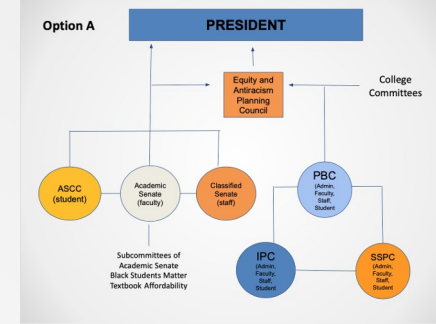 Option A
PRESIDENT
Equity and
Antiracism
Planning
Council
College
Committees
ASCC
(student)
Academic
Senate
(faculty)
Classified
Senate
(staff)
PBC
(Admin,
Faculty,
Staff,
Student
Subcommittees of
Academic Senate
Black Students Matter
Textbook Affordability
IPC
(Admin,
Faculty,
Staff,
Student
SSPC
(Admin,
Faculty,
Staff,
Student